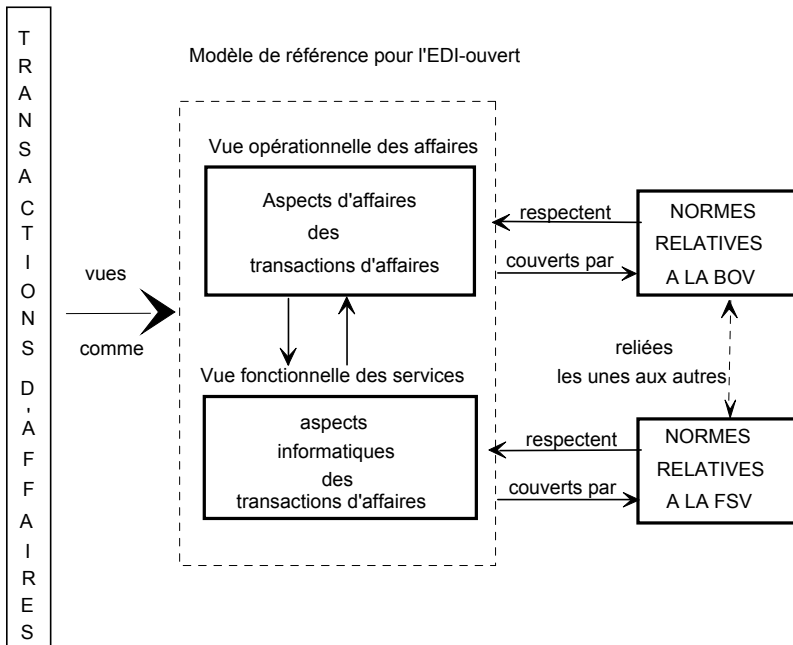 TRANSACTIONS D'AFFAIRES
Modèle de référence pour l'EDI-ouvert
Vue opérationnelle des affaires
Aspects d'affaires
des
transactions d'affaires
respectent
couverts par
NORMES
RELATIVES
A LA BOV
vues
comme
reliées
les unes aux autres
Vue fonctionnelle des services
aspects
informatiques
des
transactions d'affaires
respectent
couverts par
NORMES
RELATIVES
A LA FSV